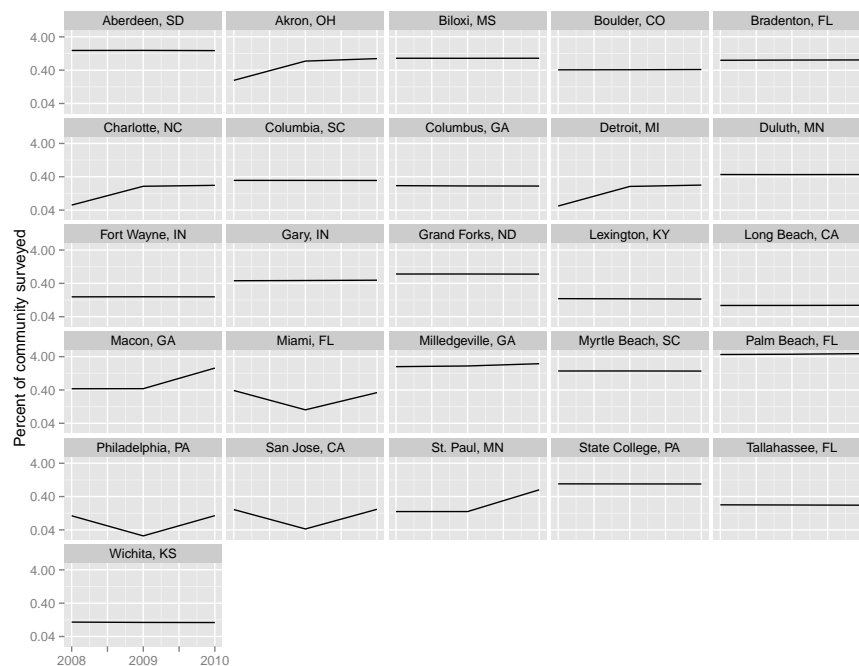 Aberdeen, SD Akron, OH Biloxi, MS Boulder, CO Bradenton, FL
4.00
0.40
0.04
Charlotte, NC Columbia, SC Columbus, GA Detroit, MI Duluth, MN
4.00
0.40
0.04
Fort Wayne, IN Gary, IN Grand Forks, ND Lexington, KY Long Beach, CA
4.00
0.40
0.04
Percent of community surveyed
Macon, GA Miami, FL Milledgeville, GA Myrtle Beach, SC Palm Beach, FL
4.00
0.40
0.04
Philadelphia, PA San Jose, CA St. Paul, MN State College, PA Tallahassee, FL
4.00
0.40
0.04
Wichita, KS
4.00
0.40
0.04
2008 2009 2010